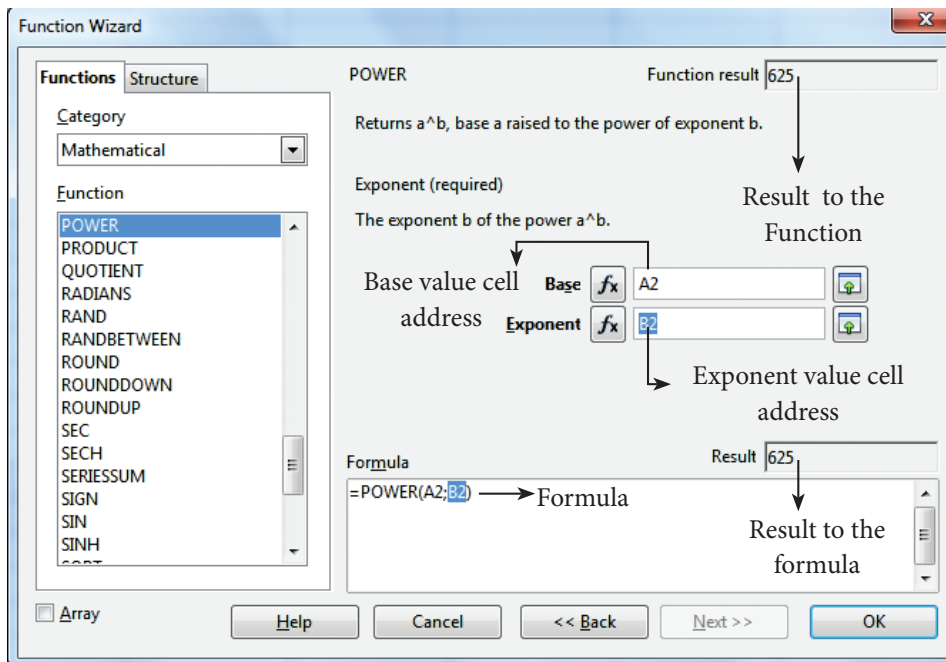 Function Wizard
x
Functions Structure
Category
Mathematical
Function
POWER
PRODUCT
QUOTIENT
RADIANS
RAND
RANDBETWEEN
ROUND
ROUNDDOWN
ROUNDUP
SEC
SECH
SERIESSUM
SIGN
SIN
SINH
Array
POWER
Function result 625
Returns a^b, base a raised to the power of exponent b.
Exponent (required)
The exponent b of the power a^b.
Result to the
Function
Base value cell
address
Base fx A2
Exponent fx B2
Exponent value cell
address
Formula
Result 625
=POWER(A2;B2)
Formula
Result to the
formula
Help Cancel << Back Next >> OK